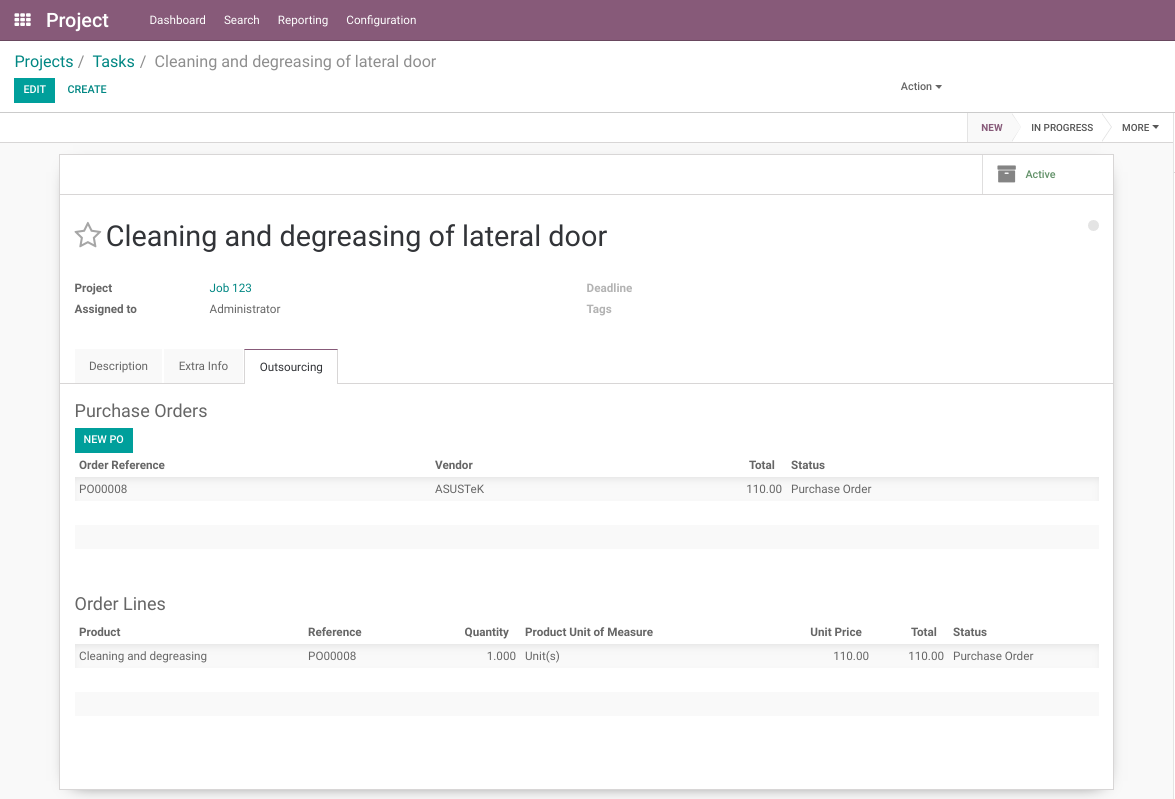 Project Dashboard Search Reporting Configuration
Projects / Tasks / Cleaning and degreasing of lateral door
EDIT CREATE Action
NEW IN PROGRESS MORE
Active
Cleaning and degreasing of lateral door
Project Job 123 Deadline
Assigned to Administrator Tags
Description Extra Info Outsourcing
Purchase Orders
NEW PO
Order Reference Vendor Total Status
PO00008 ASUSTeK 110.00 Purchase Order
Order Lines
Product Reference Quantity Product Unit of Measure Unit Price Total Status
Cleaning and degreasing PO00008 1.000 Unit(s) 110.00 110.00 Purchase Order